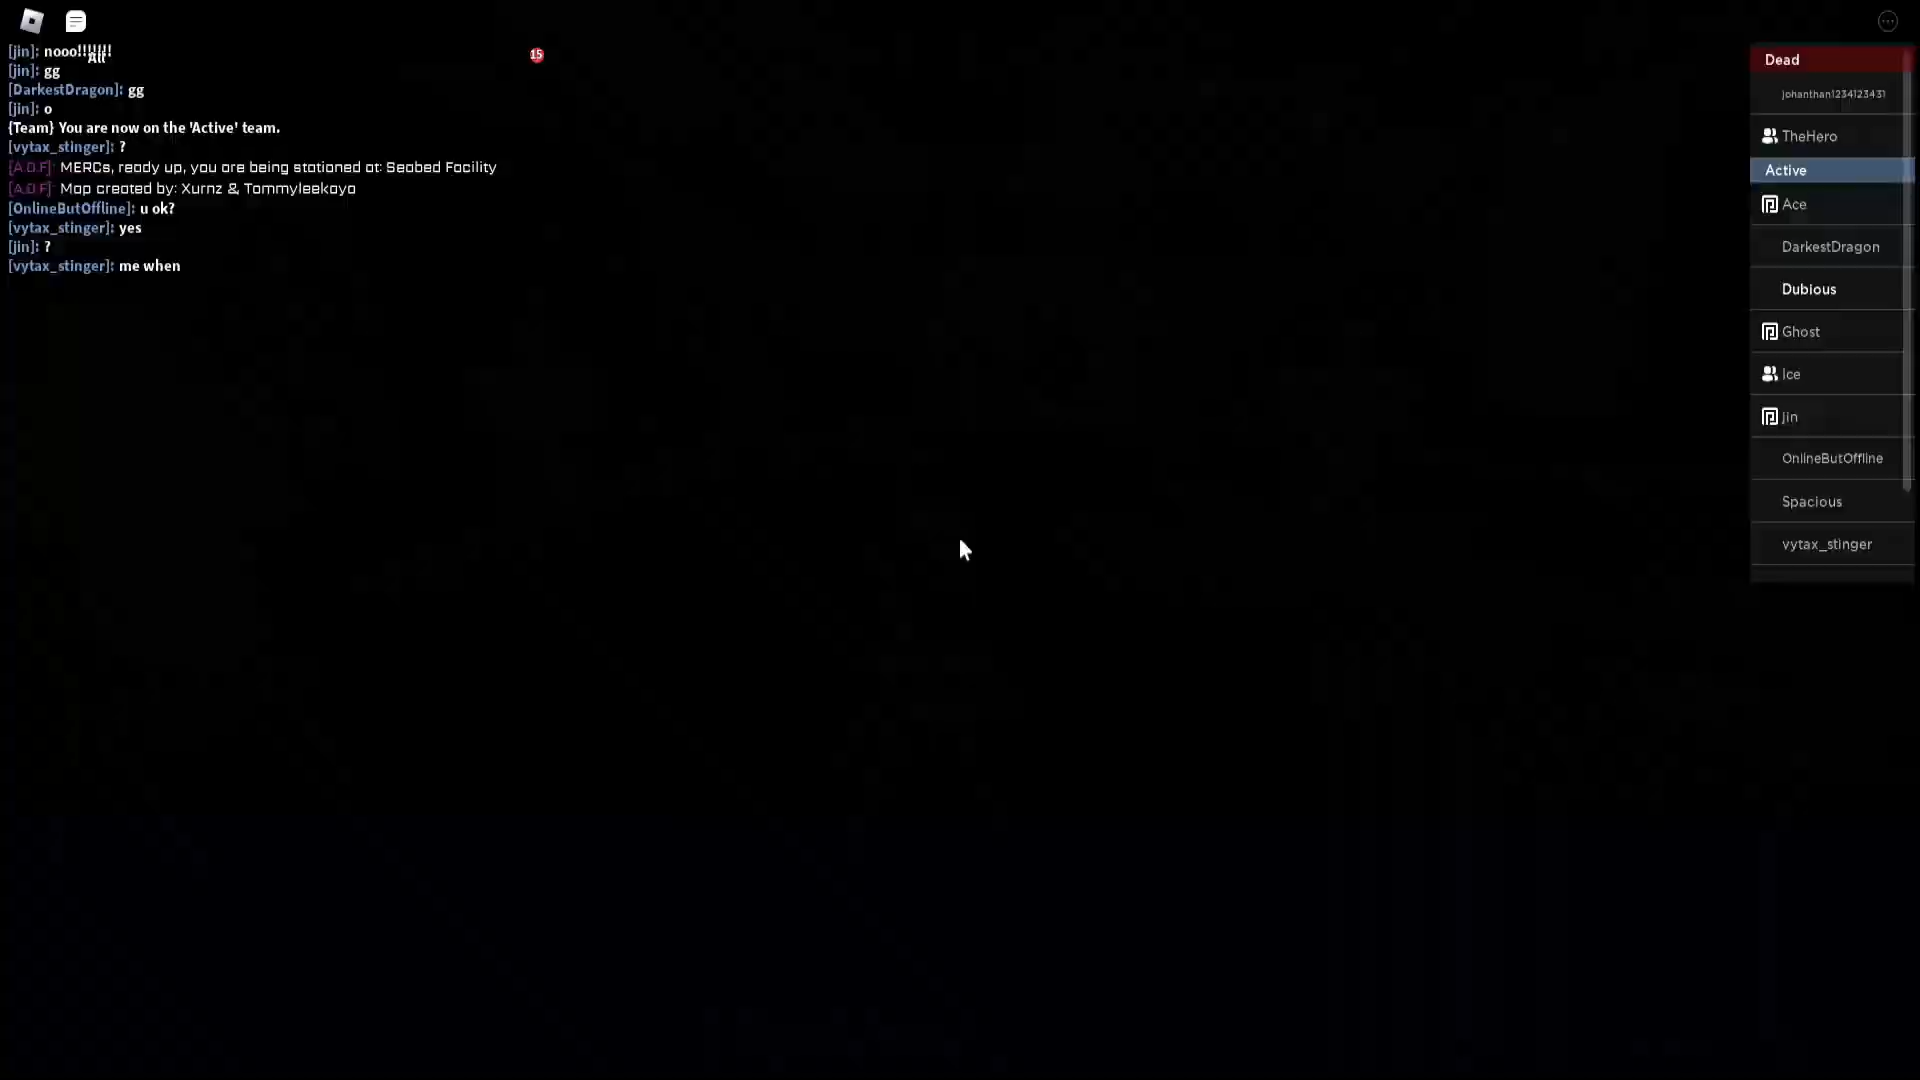 [jin]: nooo!!!!!!!
All
[jin]: gg
[DarkestDragon]: gg
[jin]: o
{Team} You are now on the 'Active' team.
[vytax_stinger]: ?
[A.D.F]: MERCs, ready up, you are being stationed at: Seabed Facility
[A.D.F]: Map created by: Xurnz & Tommyleekaya
[OnlineButOffline]: u ok?
[vytax_stinger]: yes
[jin]: ?
[vytax_stinger]: me when
15
Dead
johanthan1234123431
TheHero
Active
Ace
DarkestDragon
Dubious
Ghost
Ice
jin
OnlineButOffline
Spacious
vytax_stinger